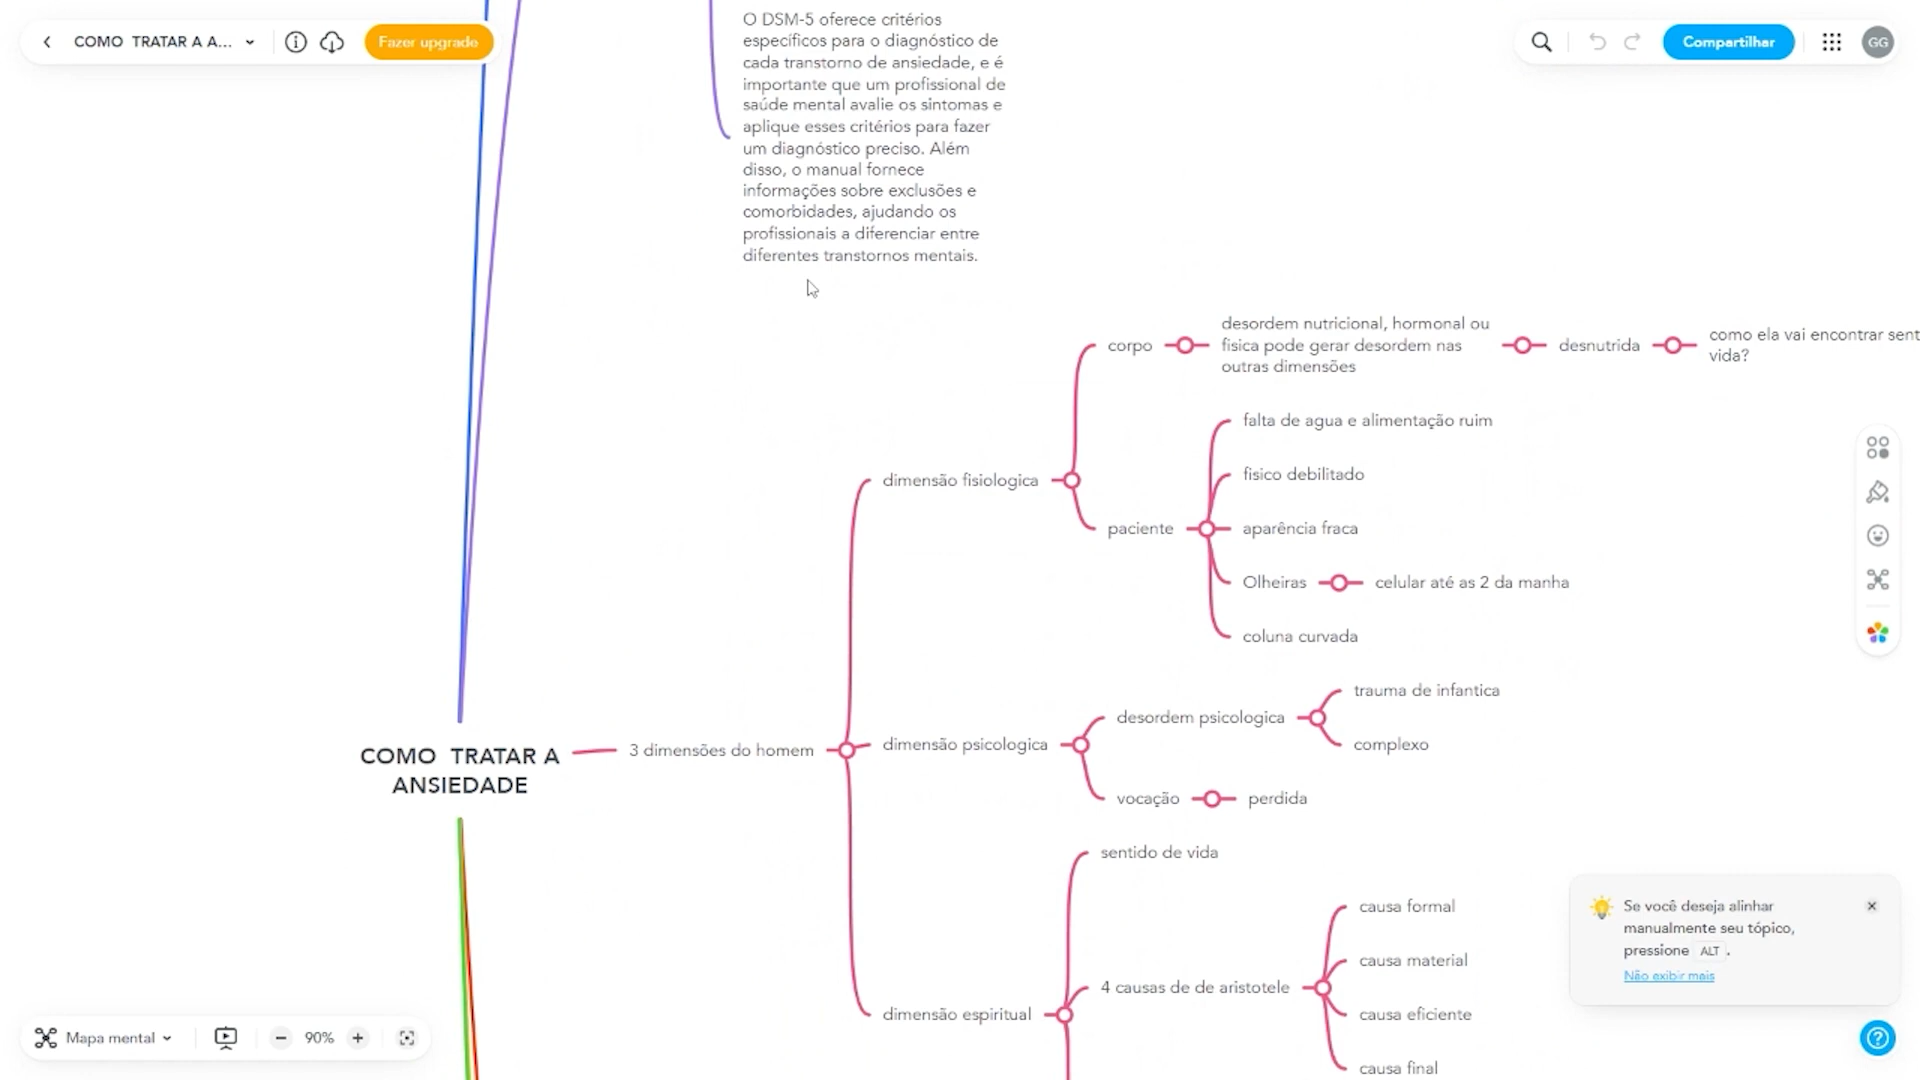 COMO TRATAR A A...
Fazer upgrade
Compartilhar
GG
O DSM-5 oferece critérios
específicos para o diagnóstico de
cada transtorno de ansiedade, e é
importante que um profissional de
saúde mental avalie os sintomas e
aplique esses critérios para fazer
um diagnóstico preciso. Além
disso, o manual fornece
informações sobre exclusões e
comorbidades, ajudando os
profissionais a diferenciar entre
diferentes transtornos mentais.
corpo
desordem nutricional, hormonal ou
fisica pode gerar desordem nas
outras dimensões
desnutrida
como ela vai encontrar sent
vida?
falta de agua e alimentação ruim
dimensão fisiologica
fisico debilitado
paciente
aparência fraca
Olheiras
celular até as 2 da manha
coluna curvada
trauma de infantica
desordem psicologica
dimensão psicologica
complexo
COMO TRATAR A
ANSIEDADE
3 dimensões do homem
vocação
perdida
sentido de vida
causa formal
causa material
4 causas de de aristotele
dimensão espiritual
causa eficiente
causa final
Se você deseja alinhar
manualmente seu tópico,
pressione ALT .
Não exibir mais
Mapa mental
90%